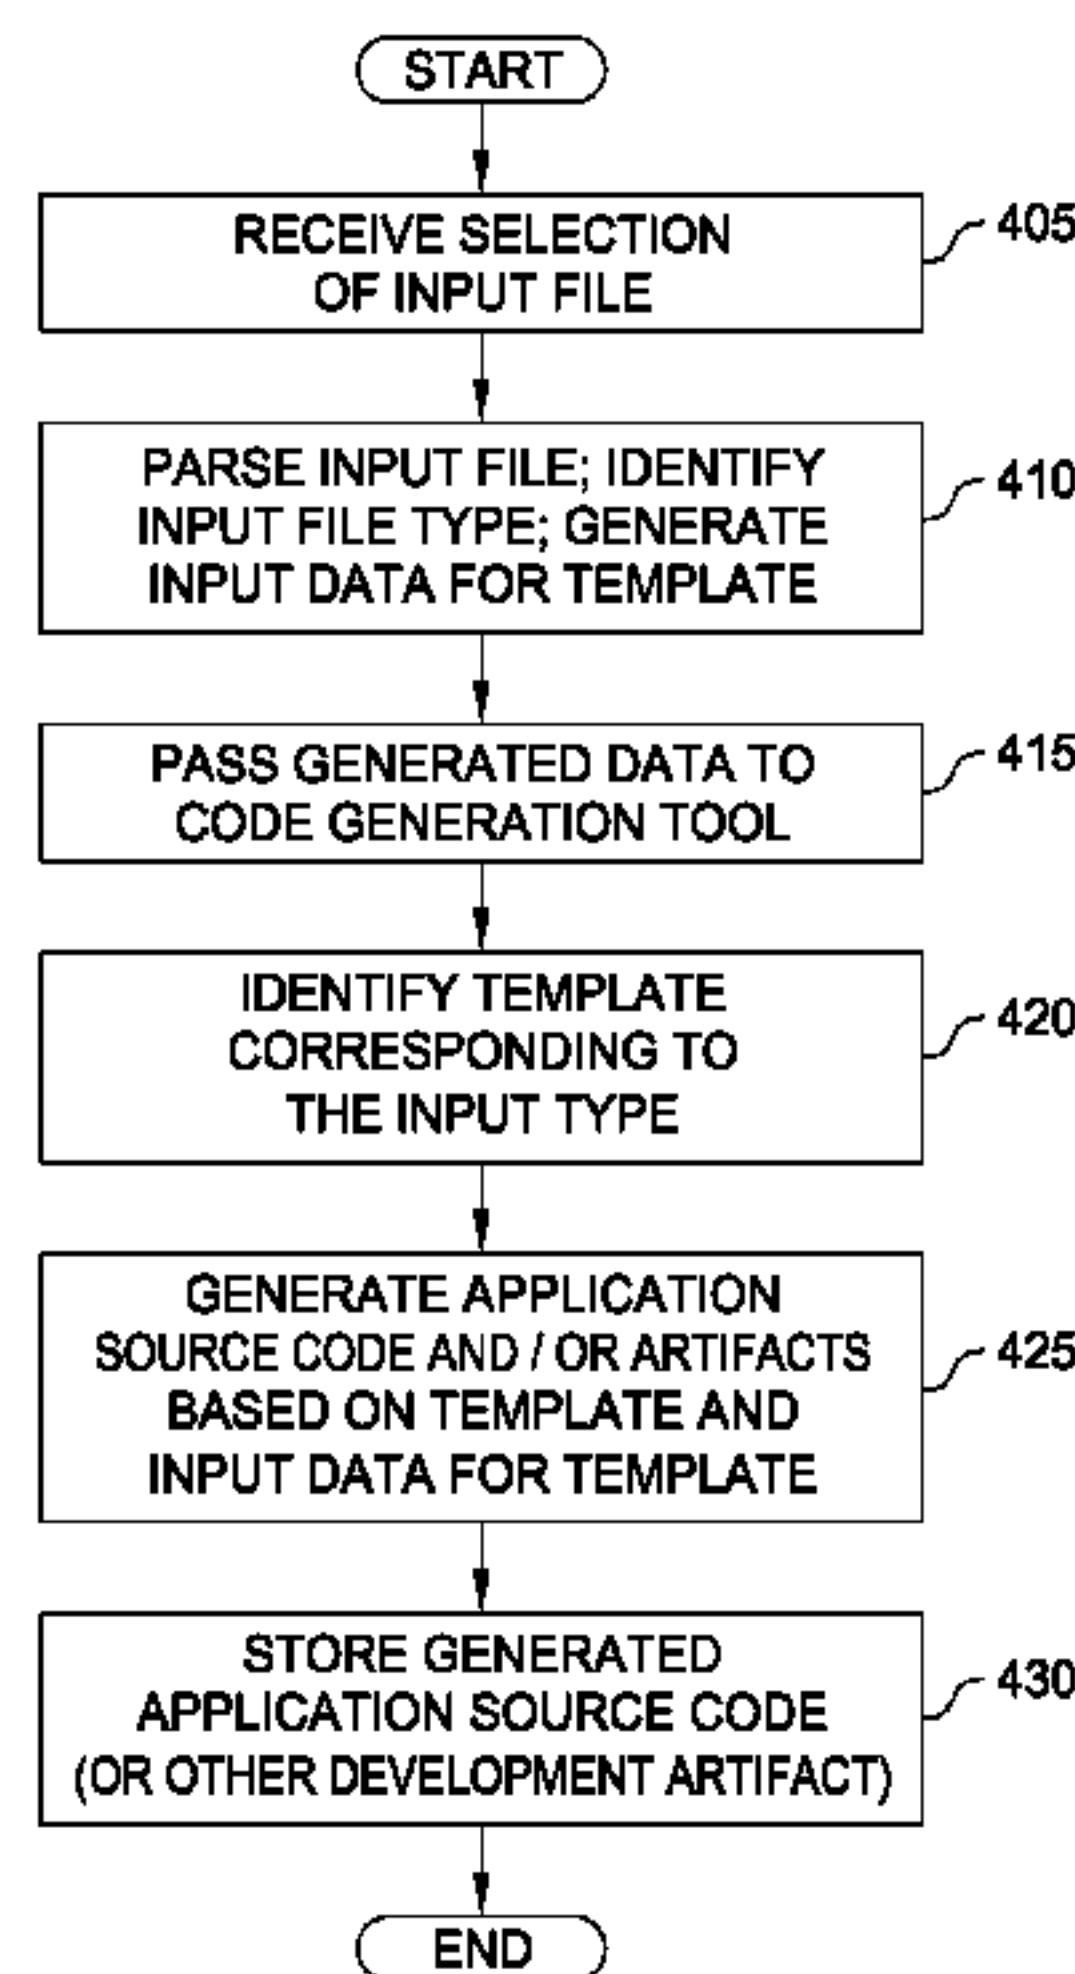 START
RECEIVE SELECTION
OF INPUT FILE
405
PARSE INPUT FILE; IDENTIFY
INPUT FILE TYPE; GENERATE
INPUT DATA FOR TEMPLATE
410
PASS GENERATED DATA TO
CODE GENERATION TOOL
415
IDENTIFY TEMPLATE
CORRESPONDING TO
THE INPUT TYPE
420
GENERATE APPLICATION
SOURCE CODE AND / OR ARTIFACTS
BASED ON TEMPLATE AND
INPUT DATA FOR TEMPLATE
425
STORE GENERATED
APPLICATION SOURCE CODE
(OR OTHER DEVELOPMENT ARTIFACT)
430
END